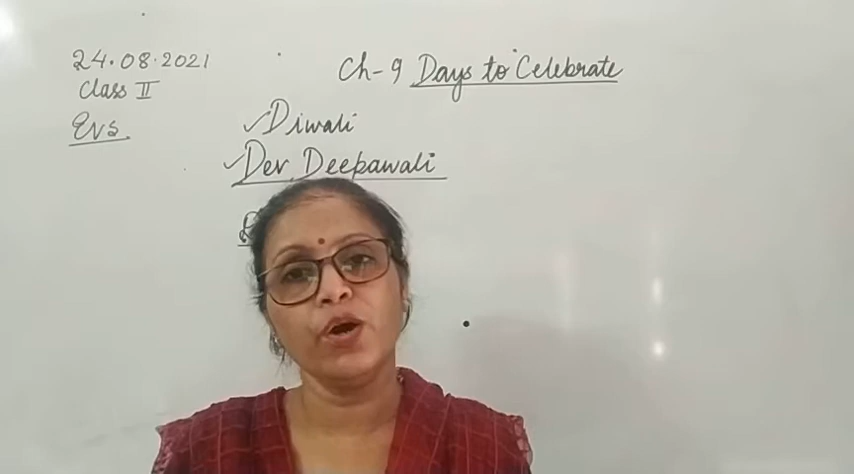 24.08.2021
Ch-9 Days to Celebrate
Class II
EVS.
✓Diwali
✓Dev Deepawali